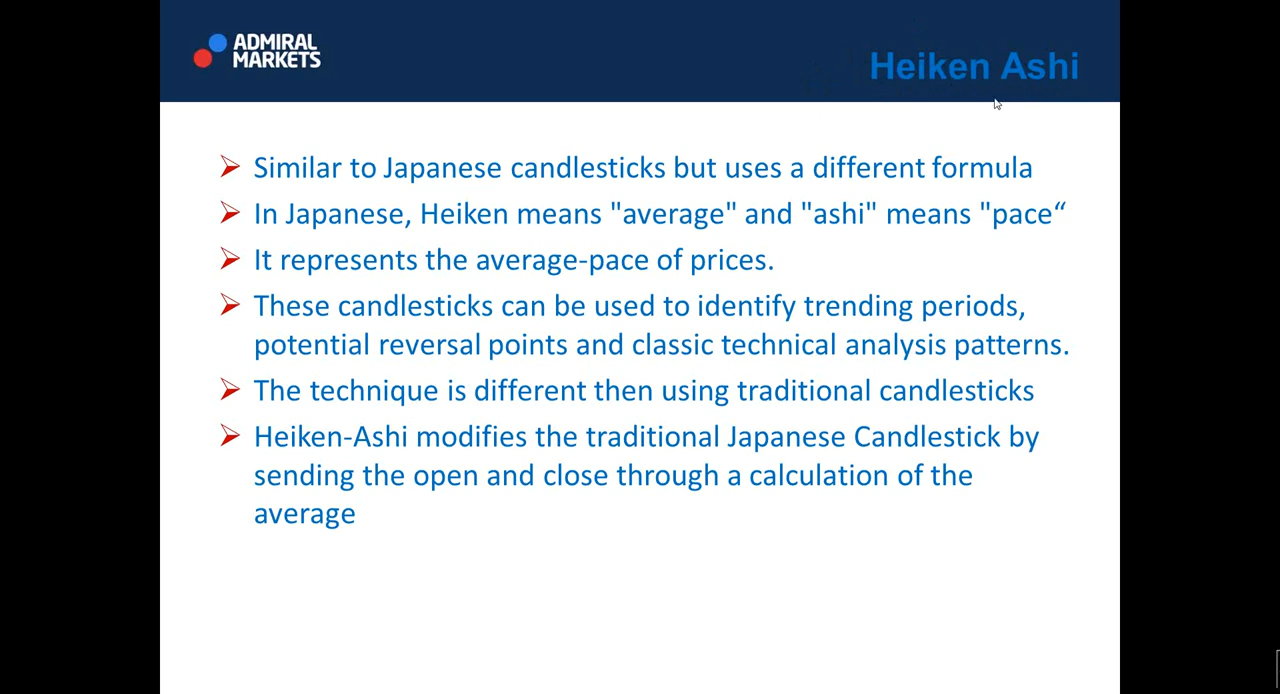 ADMIRAL
MARKETS
Heiken Ashi
Similar to Japanese candlesticks but uses a different formula
In Japanese, Heiken means "average" and "ashi" means "pace“
It represents the average-pace of prices.
These candlesticks can be used to identify trending periods,
potential reversal points and classic technical analysis patterns.
The technique is different then using traditional candlesticks
Heiken-Ashi modifies the traditional Japanese Candlestick by
sending the open and close through a calculation of the
average